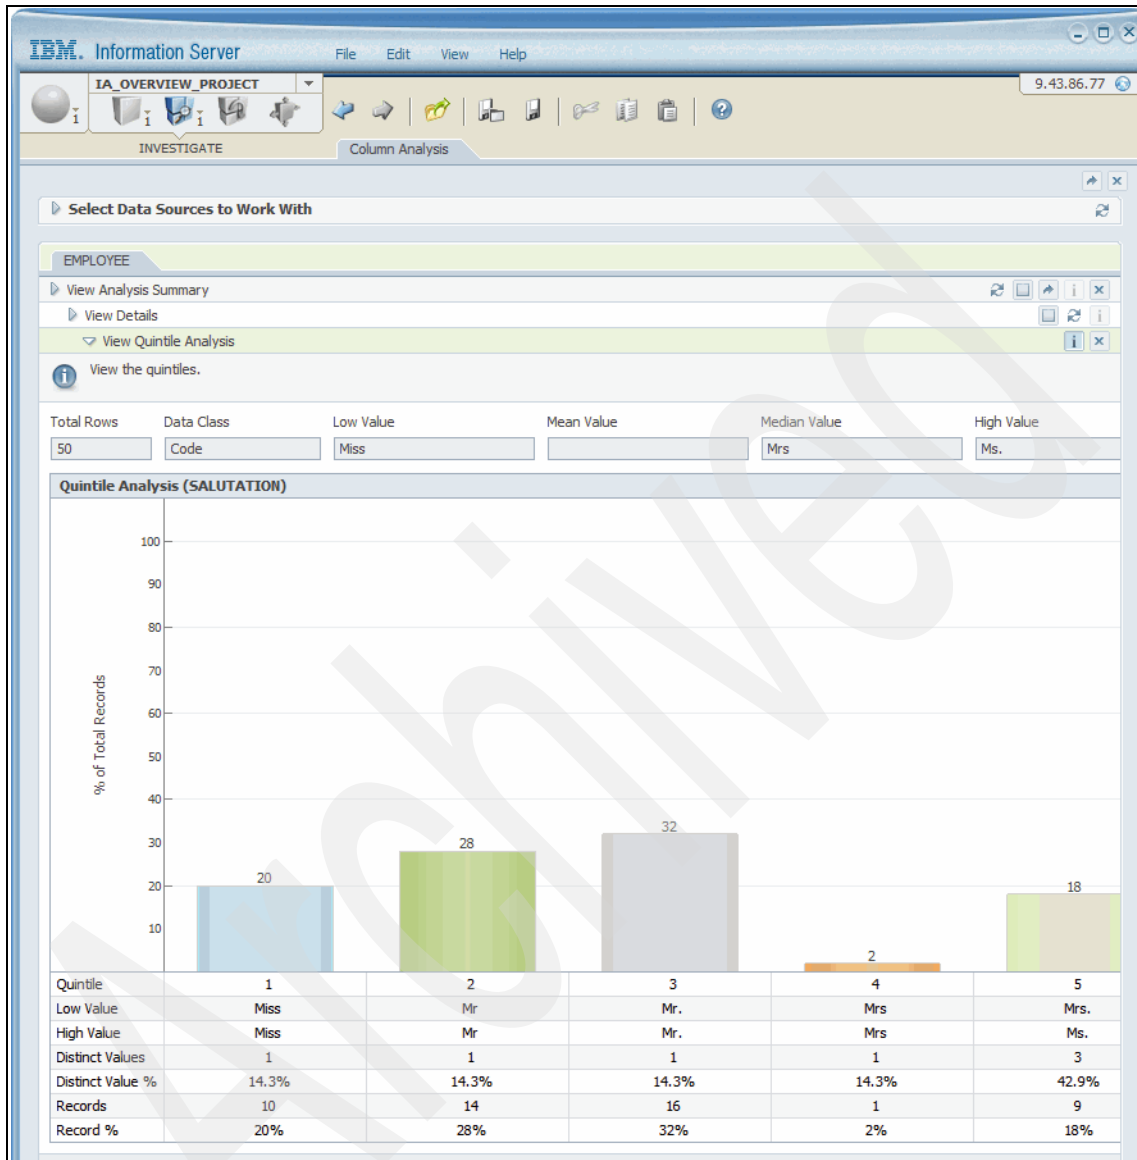 IBM. Information Server File Edit View Help
IA_OVERVIEW_PROJECT 9.43.86.77
INVESTIGATE Column Analysis
Select Data Sources to Work With
EMPLOYEE
View Analysis Summary
View Details
View Quintile Analysis
View the quintiles.
Total Rows Data Class Low Value Mean Value Median Value High Value
50 Code Miss Mrs Ms.
Quintile Analysis (SALUTATION)
% of Total Records
100
90
80
70
60
50
40
30
20
10
20 28 32 2 18
Quintile 1 2 3 4 5
Low Value Miss Mr Mr. Mrs Mrs.
High Value Miss Mr Mr. Mrs Ms.
Distinct Values 1 1 1 1 3
Distinct Value % 14.3% 14.3% 14.3% 14.3% 42.9%
Records 10 14 16 1 9
Record % 20% 28% 32% 2% 18%
Archived